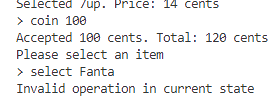 Selected 7up. Price: 14 cents
> coin 100
Accepted 100 cents. Total: 120 cents
Please select an item
> select Fanta
Invalid operation in current state